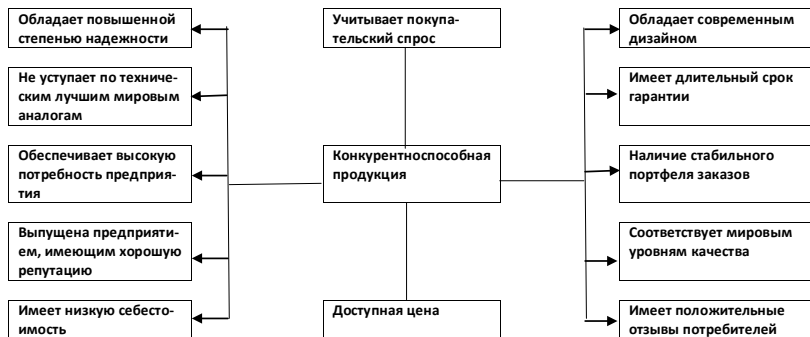 Обладает повышенной
степенью надежности
Учитывает покупа-
тельский спрос
Обладает современным
дизайном
Не уступает по техниче-
ским лучшим мировым
аналогам
Имеет длительный срок
гарантии
Обеспечивает высокую
потребность предприя-
тия
Конкурентноспособная
продукция
Наличие стабильного
портфеля заказов
Выпущена предприяти-
ем, имеющим хорошую
репутацию
Соответствует мировым
уровням качества
Имеет низкую себесто-
имость
Доступная цена
Имеет положительные
отзывы потребителей